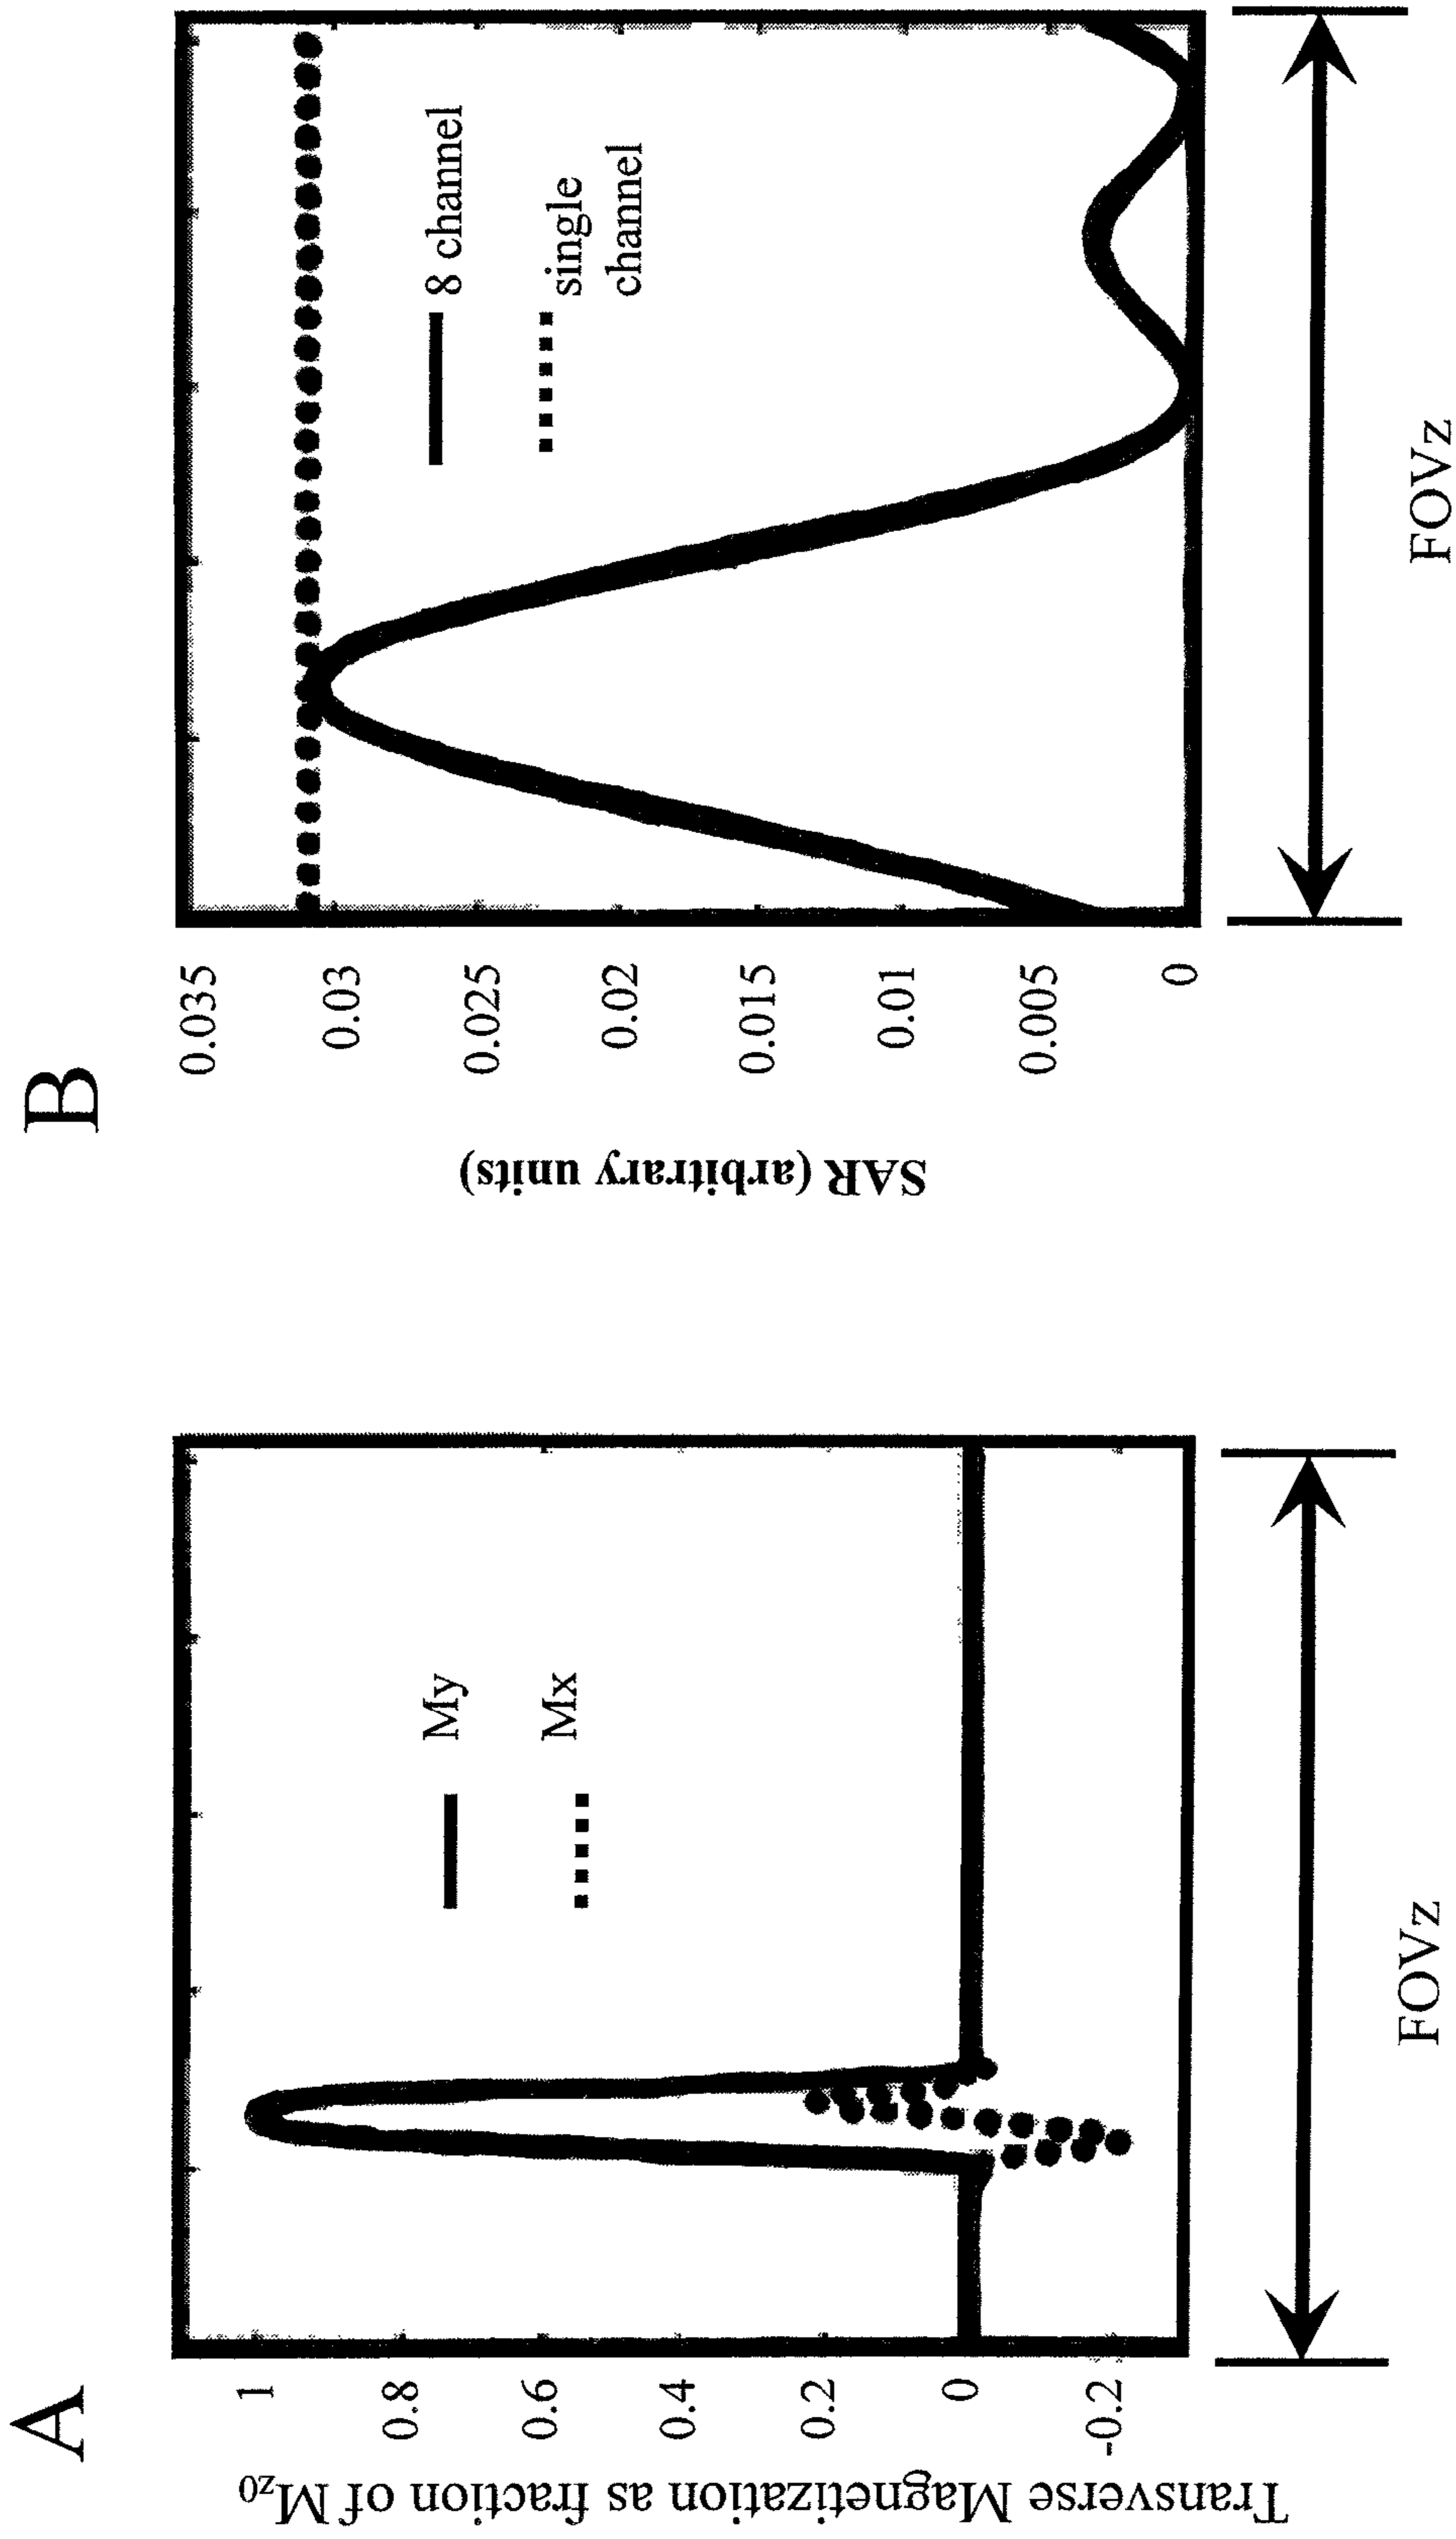 A
Transverse Magnetization as fraction of Mz0
1
0.8
0.6
0.4
0.2
0
-0.2
My
Mx
FOVz
B
SAR (arbitrary units)
0.035
0.03
0.025
0.02
0.015
0.01
0.005
0
8 channel
single
channel
FOVz